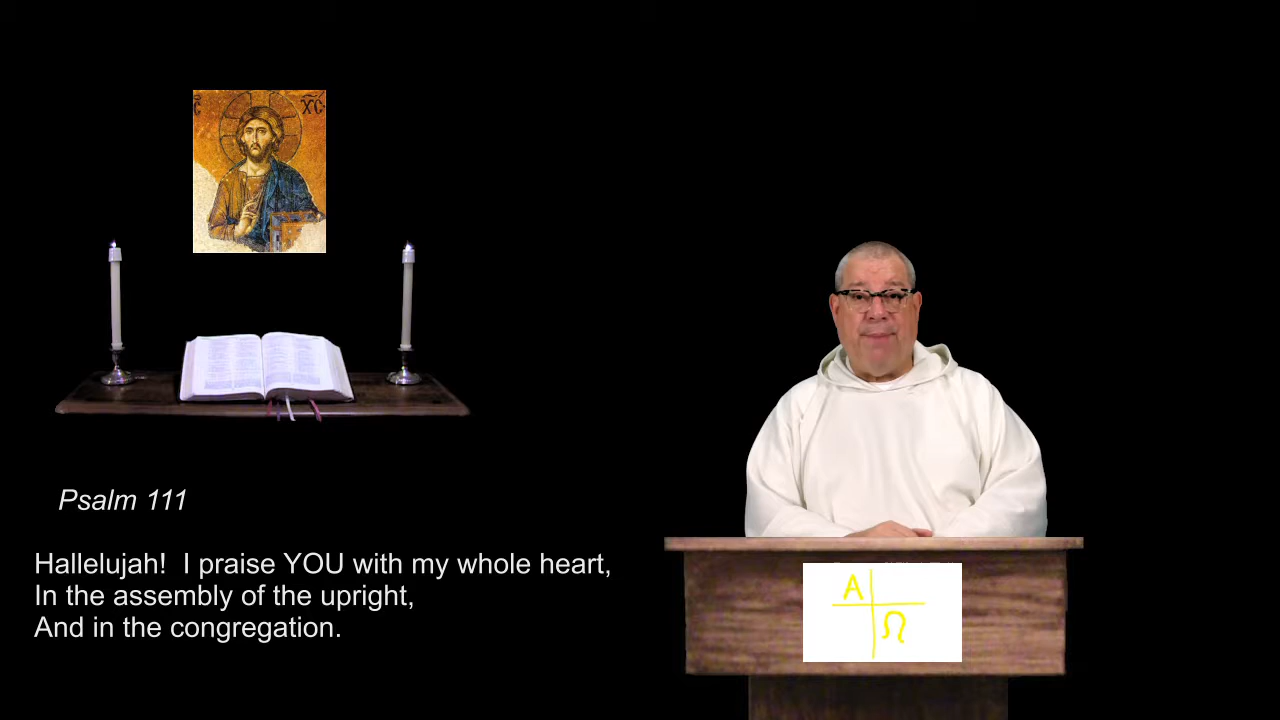 C
XC
Psalm 111
Hallelujah!  I praise YOU with my whole heart,
In the assembly of the upright,
And in the congregation.
A
Ω